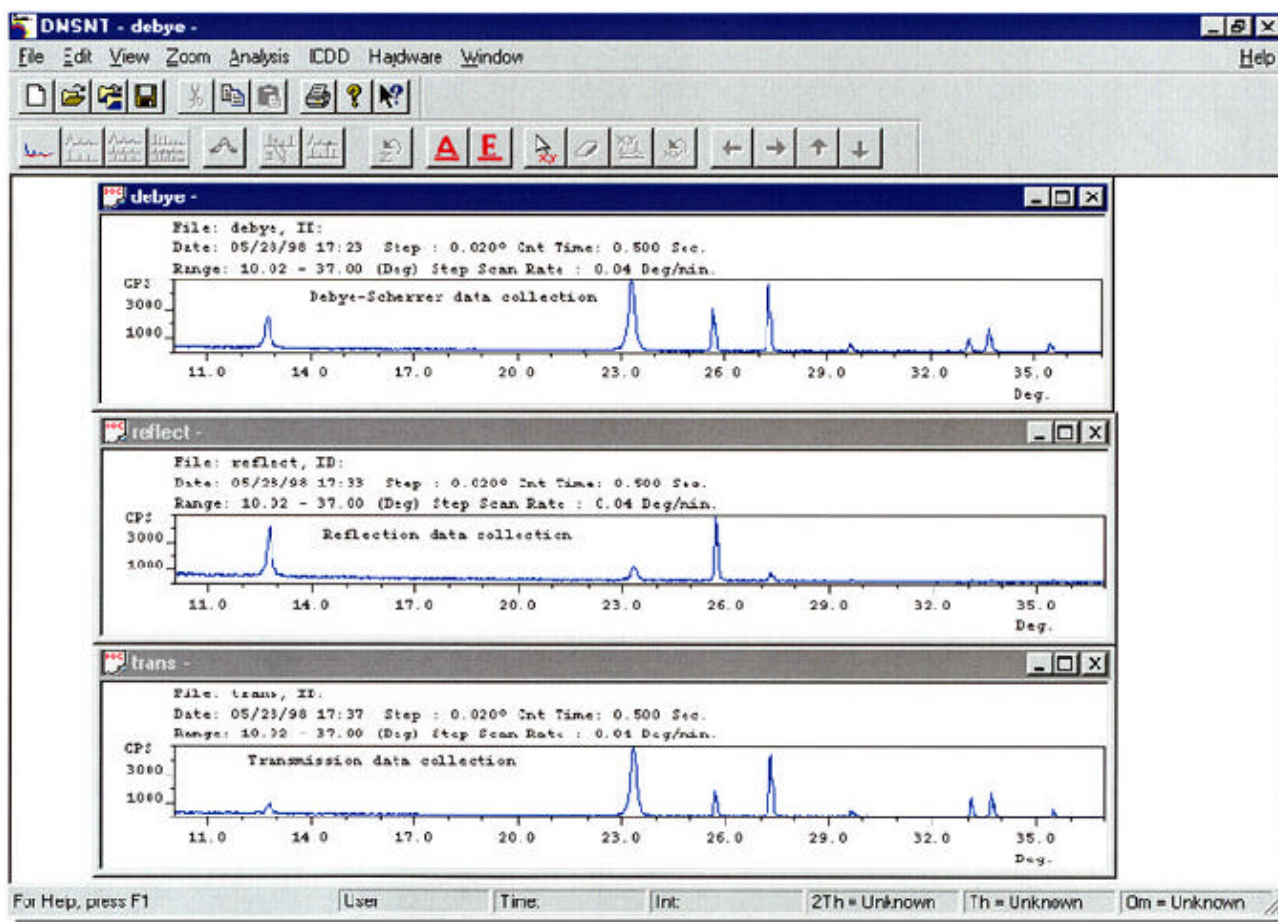 DMSNT - debye -
File Edit View Zoom Analysis ICDD Hardware Window Help
A E xy
debye -
File: debye, ID:
Date: 05/28/98 17:23 Step : 0.020° Cnt Time: 0.500 Sec.
Range: 10.02 - 37.00 (Deg) Step Scan Rate : 0.04 Deg/min.
CPS
Debye-Scherrer data collection
3000
1000
11.0 14.0 17.0 20.0 23.0 26.0 29.0 32.0 35.0
Deg.
reflect -
File: reflect, ID:
Date: 05/28/98 17:33 Step : 0.020° Cnt Time: 0.500 Sec.
Range: 10.02 - 37.00 (Deg) Step Scan Rate : 0.04 Deg/min.
CPS
Reflection data collection
3000
1000
11.0 14.0 17.0 20.0 23.0 26.0 29.0 32.0 35.0
Deg.
trans -
File: trans, ID:
Date: 05/28/98 17:37 Step : 0.020° Cnt Time: 0.500 Sec.
Range: 10.02 - 37.00 (Deg) Step Scan Rate : 0.04 Deg/min.
CPS
Transmission data collection
3000
1000
11.0 14.0 17.0 20.0 23.0 26.0 29.0 32.0 35.0
Deg.
For Help, press F1 User Time: Int: 2Th = Unknown Th = Unknown Om = Unknown